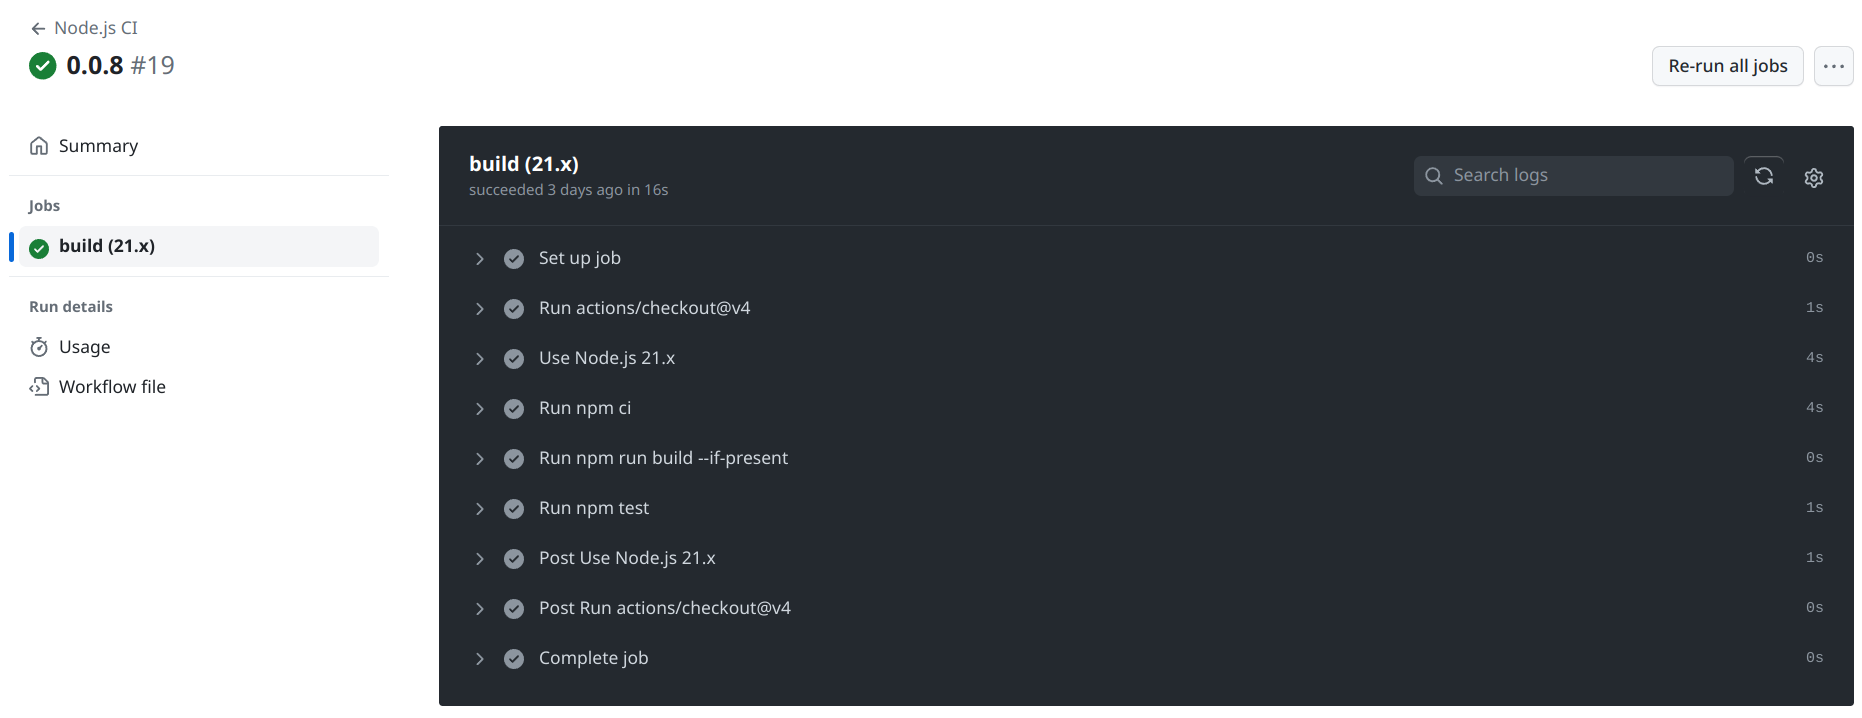 Node.js CI
0.0.8 #19
Re-run all jobs
Summary
Jobs
build (21.x)
Run details
Usage
Workflow file
build (21.x)
succeeded 3 days ago in 16s
Search logs
Set up job 0s
Run actions/checkout@v4 1s
Use Node.js 21.x 4s
Run npm ci 4s
Run npm run build --if-present 0s
Run npm test 1s
Post Use Node.js 21.x 1s
Post Run actions/checkout@v4 0s
Complete job 0s